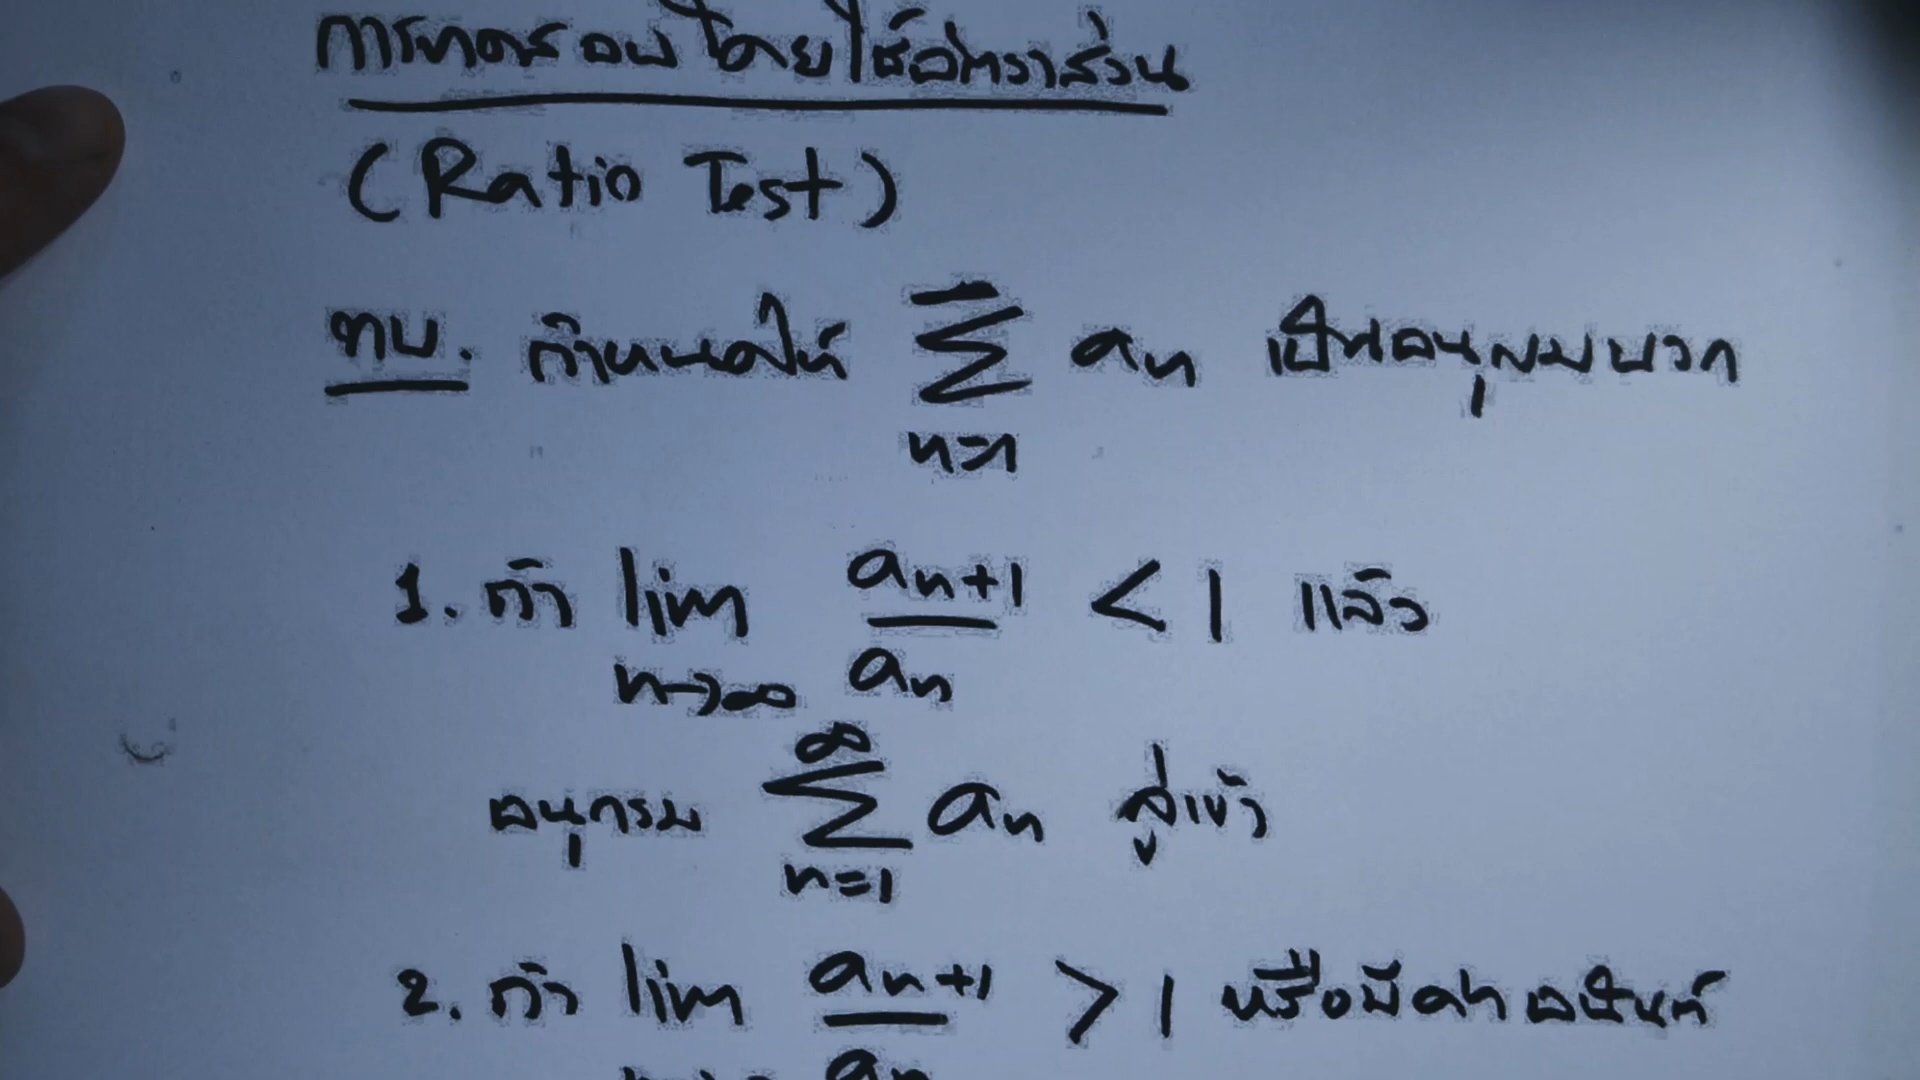 การทดสอบโดยใช้อัตราส่วน
(Ratio Test)
ทบ. กำหนดให้ ∑ n=1 aₙ เป็นอนุกรมบวก
1. ถ้า lim n→∞ aₙ₊₁ / aₙ < 1 แล้ว
อนุกรม ∞ ∑ n=1 aₙ ลู่เข้า
2. ถ้า lim aₙ₊₁ / aₙ > 1 หรือมีค่าอนันต์